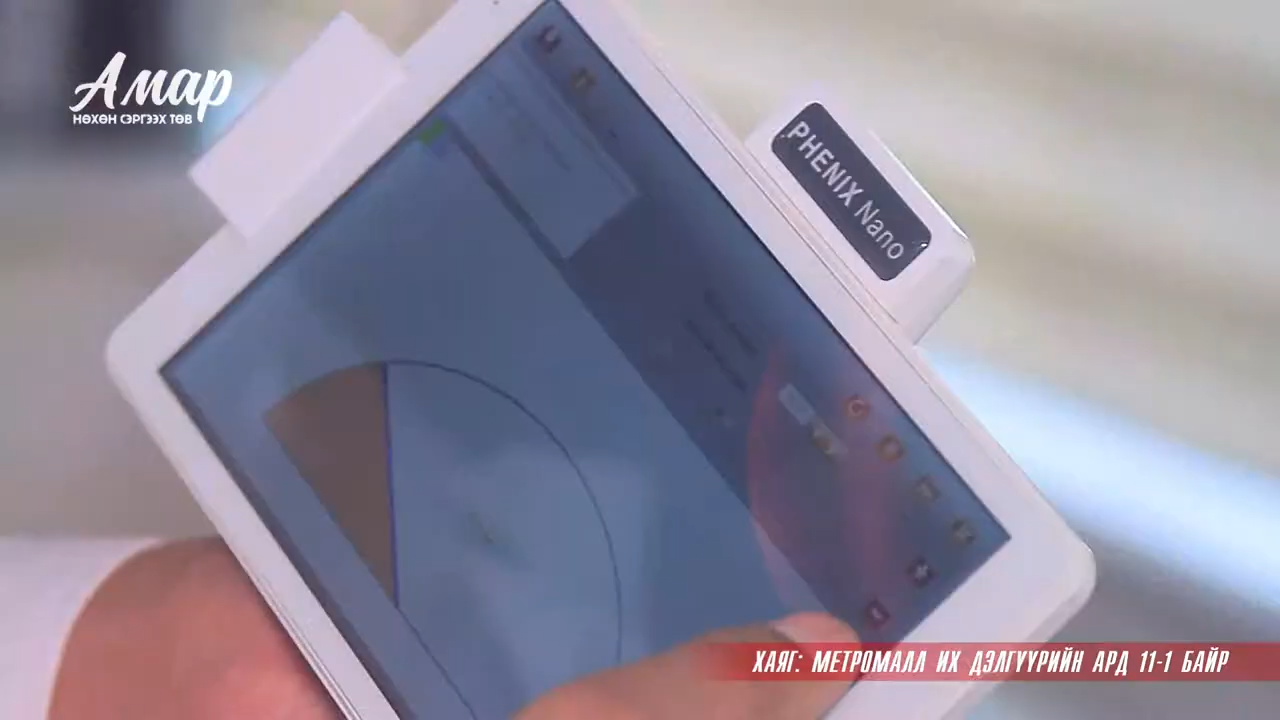 Амар
НӨХӨН СЭРГЭЭХ ТӨВ
PHENIX Nano
ХАЯГ: МЕТРОМАЛЛ ИХ ДЭЛГҮҮРИЙН АРД 11-1 БАЙР